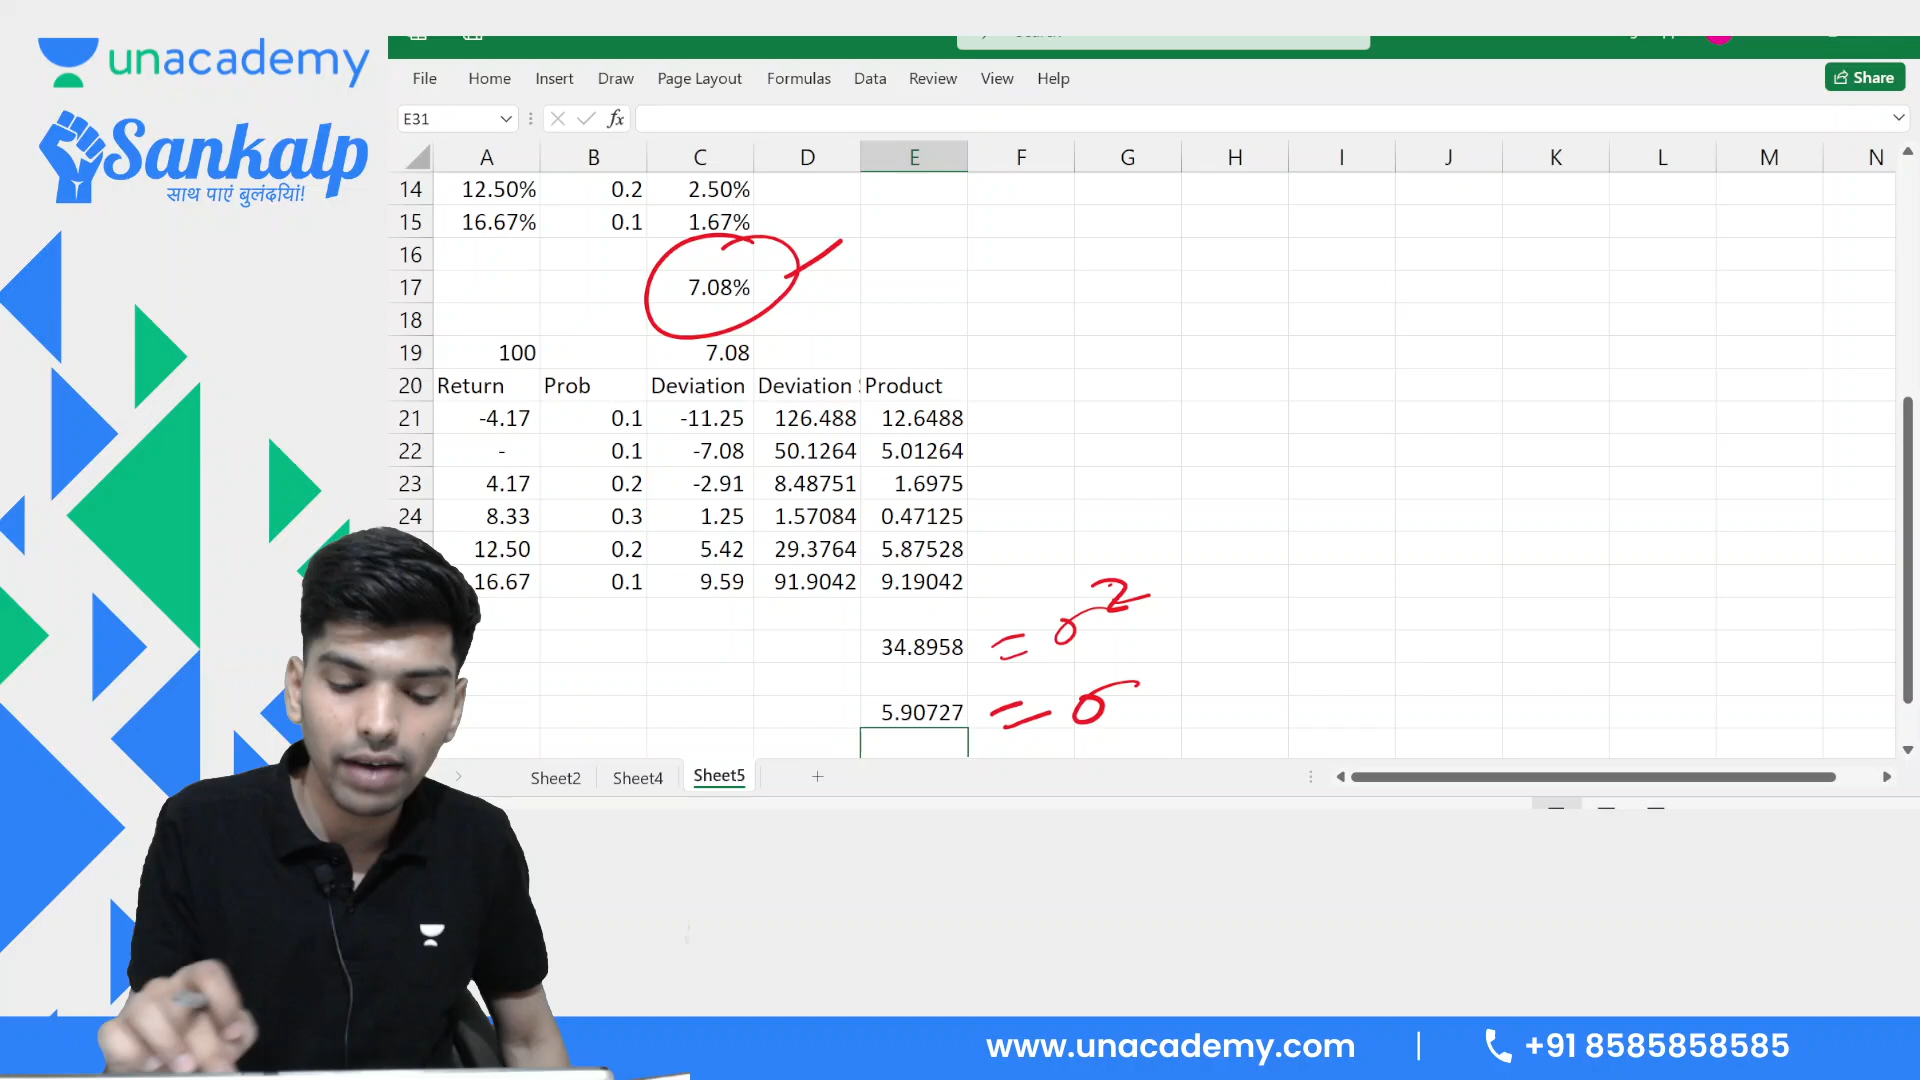 unacademy
Sankalp
साथ पाएं बुलंदियां!
File Home Insert Draw Page Layout Formulas Data Review View Help Share
E31 fx
A B C D E F G H I J K L M N
14 12.50% 0.2 2.50%
15 16.67% 0.1 1.67%
16
17 7.08%
18
19 100 7.08
20 Return Prob Deviation Deviation Product
21 -4.17 0.1 -11.25 126.488 12.6488
22 - 0.1 -7.08 50.1264 5.01264
23 4.17 0.2 -2.91 8.48751 1.6975
24 8.33 0.3 1.25 1.57084 0.47125
12.50 0.2 5.42 29.3764 5.87528
16.67 0.1 9.59 91.9042 9.19042
34.8958 = σ²
5.90727 = σ
Sheet2 Sheet4 Sheet5 +
www.unacademy.com | +91 8585858585